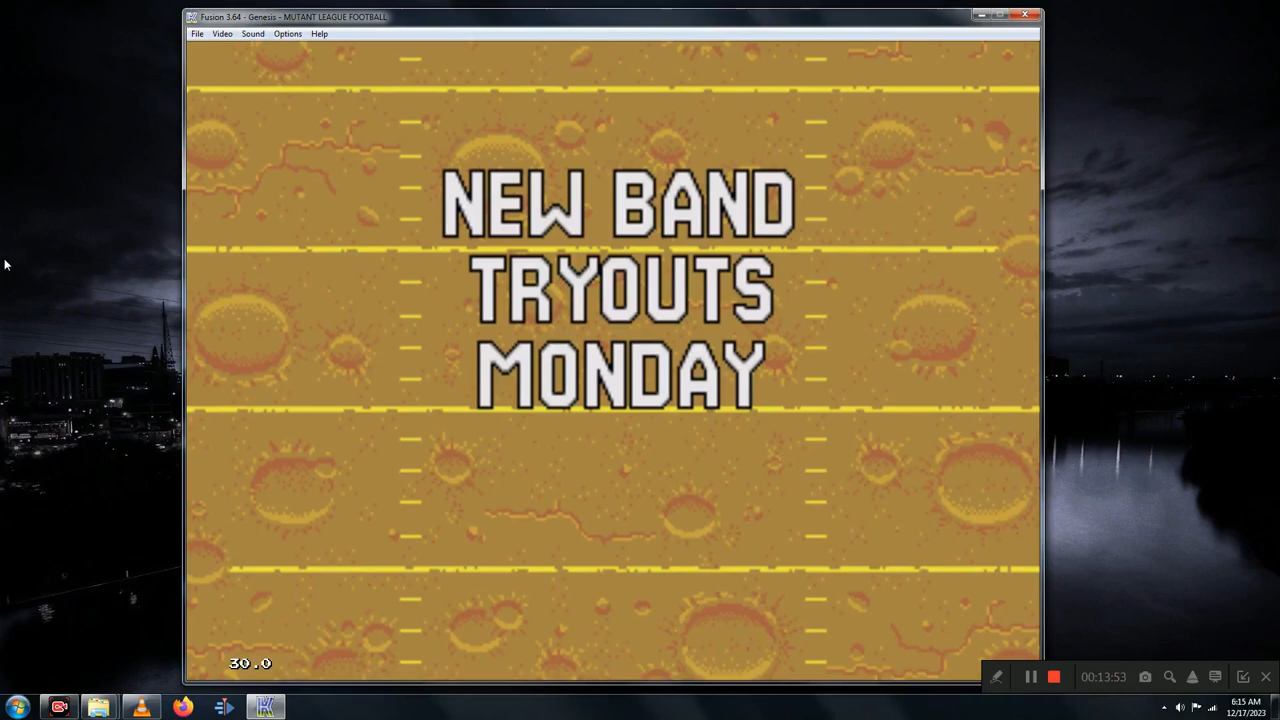 Fusion 3.64 - Genesis - MUTANT LEAGUE FOOTBALL
File Video Sound Options Help
NEW BAND
TRYOUTS
MONDAY
30.0
00:13:53
6:15 AM
12/17/2023